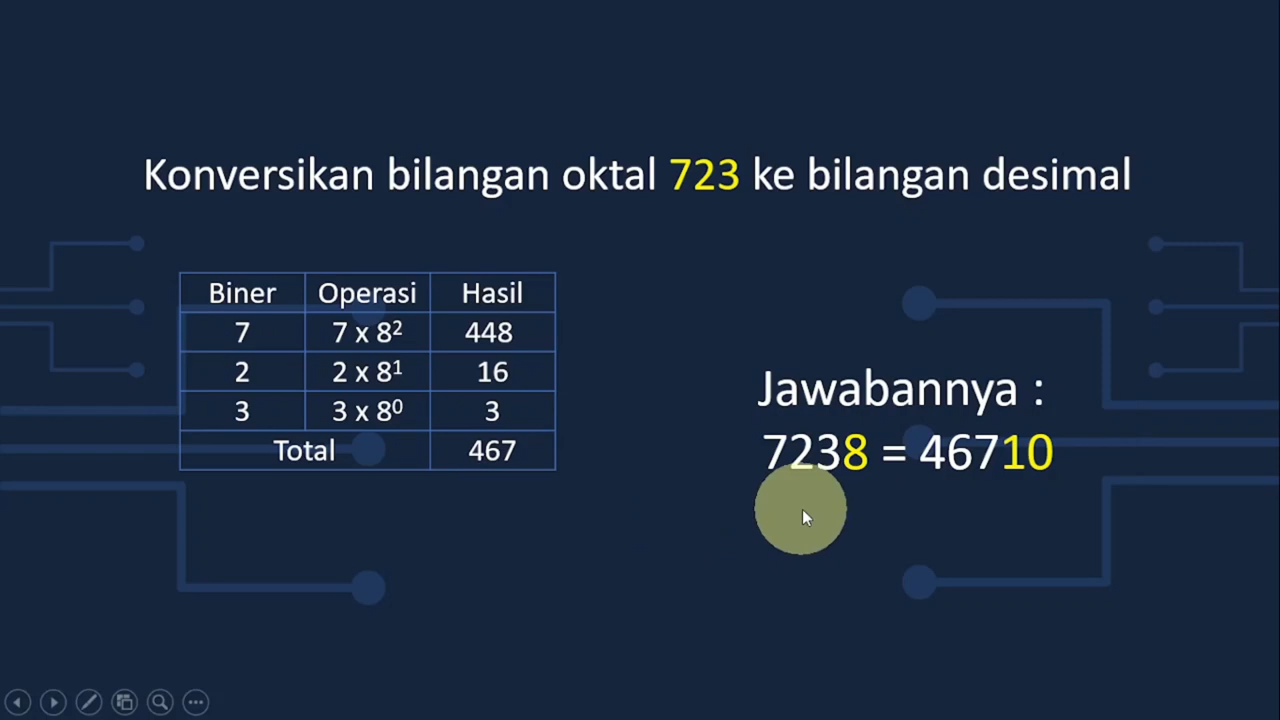 Konversikan bilangan oktal 723 ke bilangan desimal
Biner Operasi Hasil
7 7 x 8² 448
2 2 x 8¹ 16
3 3 x 8⁰ 3
Total 467
Jawabannya :
7238 = 46710